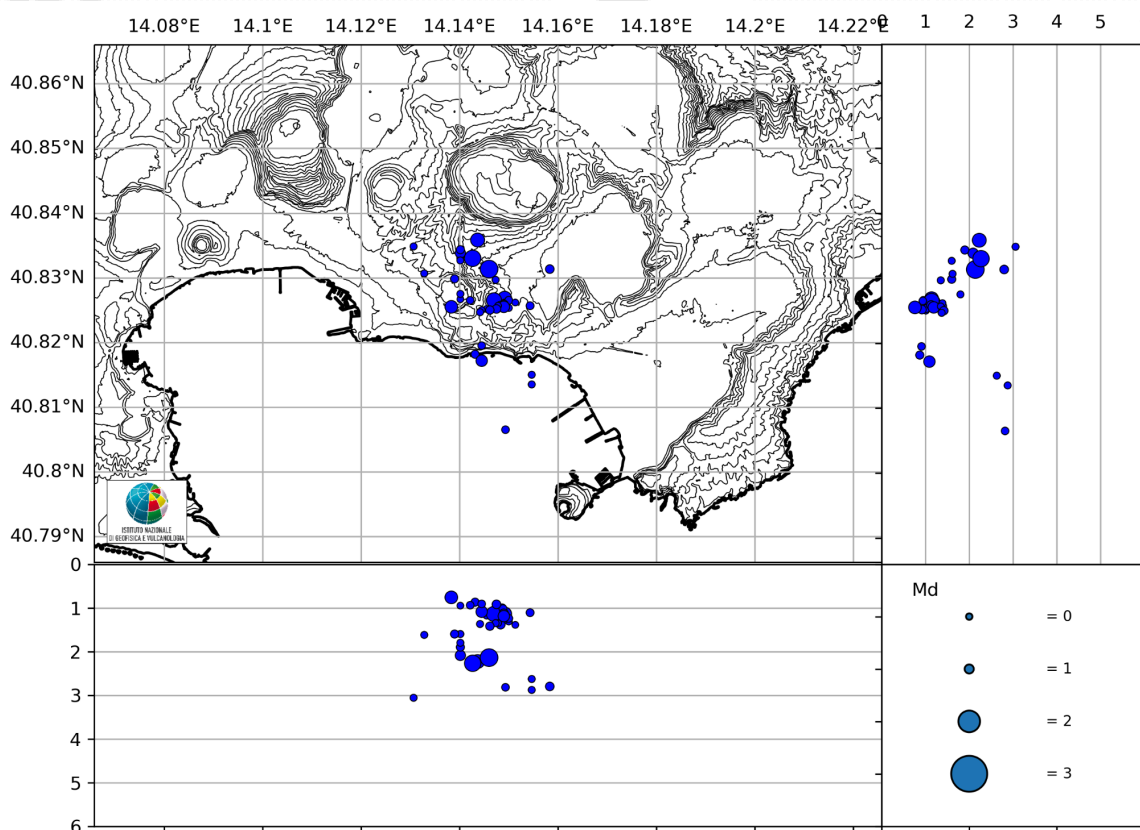 14.08°E 14.1°E 14.12°E 14.14°E 14.16°E 14.18°E 14.2°E 14.22°E
0 1 2 3 4 5
40.86°N
40.85°N
40.84°N
40.83°N
40.82°N
40.81°N
40.8°N
40.79°N
ISTITUTO NAZIONALE
DI GEOFISICA E VULCANOLOGIA
0
1
2
3
4
5
6
Md
= 0
= 1
= 2
= 3